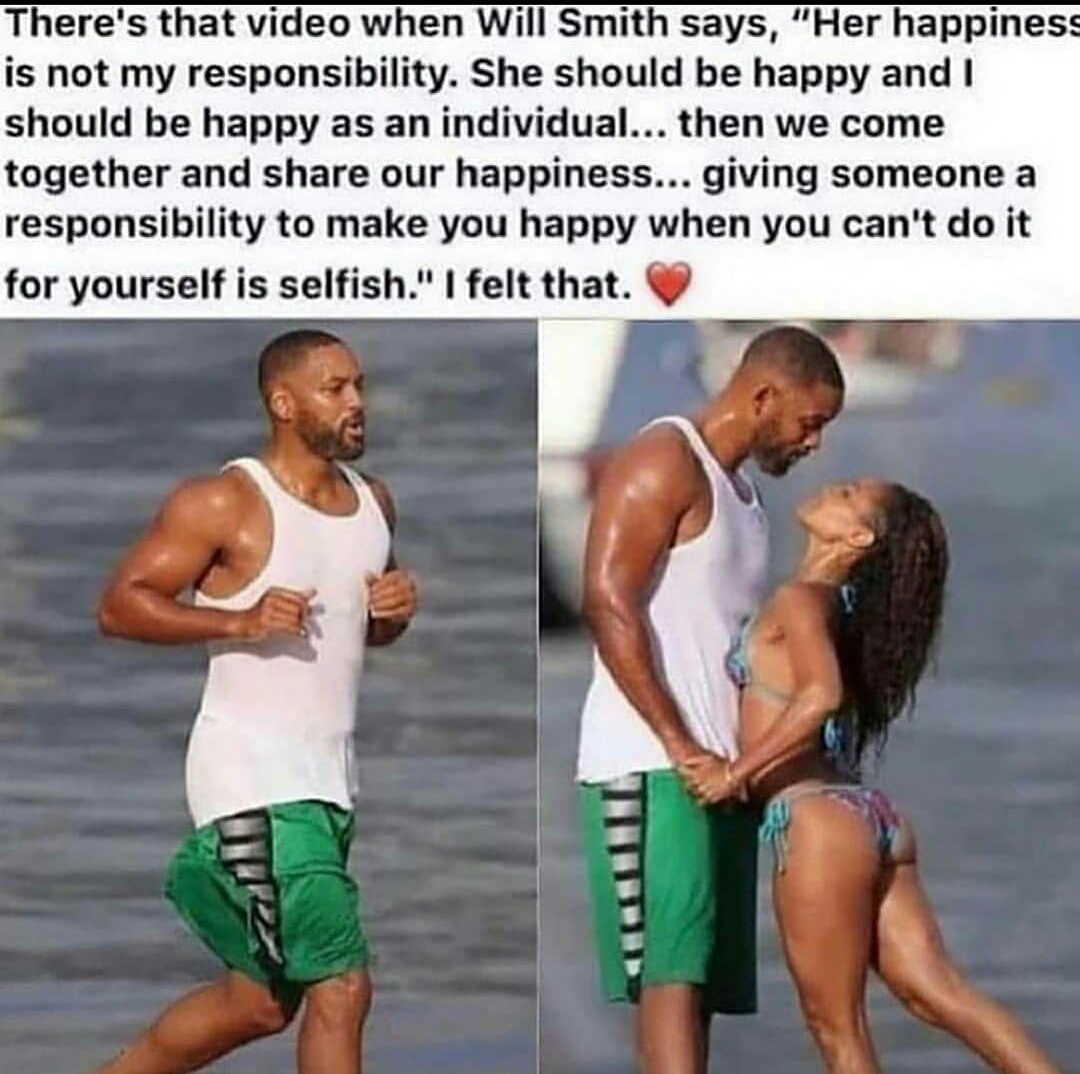 There's that video when Will Smith says, "Her happiness
is not my responsibility. She should be happy and I
should be happy as an individual... then we come
together and share our happiness... giving someone a
responsibility to make you happy when you can't do it
for yourself is selfish." I felt that. ❤️